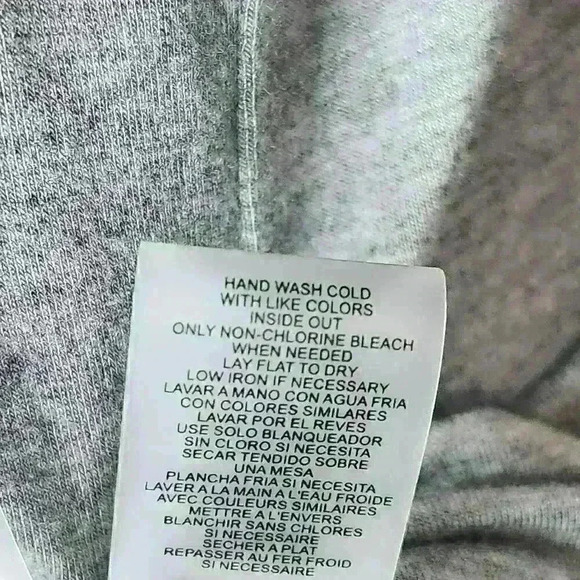 HAND WASH COLD
WITH LIKE COLORS
INSIDE OUT
ONLY NON-CHLORINE BLEACH
WHEN NEEDED
LAY FLAT TO DRY
LOW IRON IF NECESSARY
LAVAR A MANO CON AGUA FRIA
CON COLORES SIMILARES
LAVAR POR EL REVES
USE SOLO BLANQUEADOR
SIN CLORO SI NECESITA
SECAR TENDIDO SOBRE
UNA MESA
PLANCHA FRIA SI NECESITA
LAVER A LA MAIN A L'EAU FROIDE
AVEC COULEURS SIMILAIRES
METTRE A L'ENVERS
BLANCHIR SANS CHLORES
SI NECESSAIRE
SECHER A PLAT
REPASSER AU FER FROID
SI NECESSAIRE